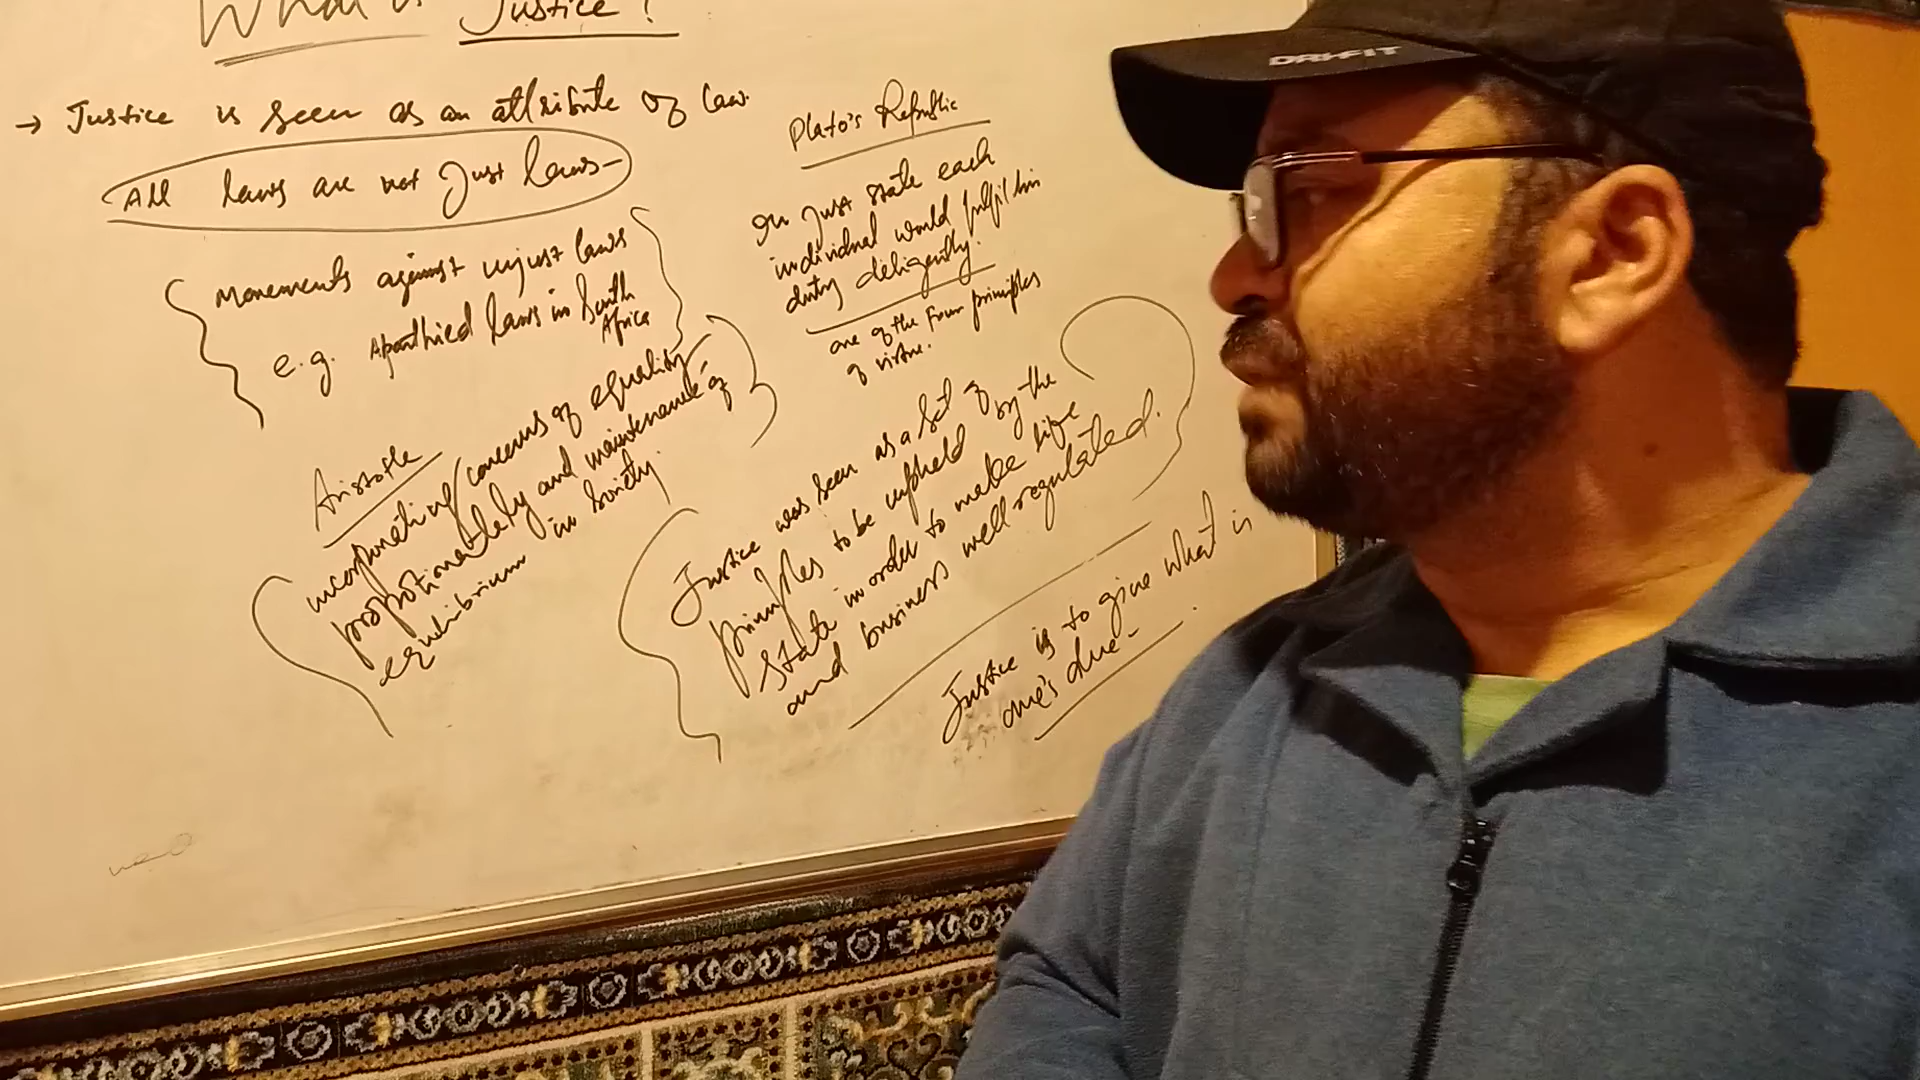 What is Justice?
→ Justice is seen as an attribute of law.
All laws are not Just laws-
Movements against unjust laws
e.g. Aparthied laws in South
Africa
Aristotle
incorporating concerns of equality
proportionately and maintenance of
equilibrium in Society.
Plato's Republic
In Just state each
individual would fulfil his
duty deligently.
one of the four principles
of virtue.
Justice was seen as a set of
principles to be upheld by the
State in order to make life
and business well regulated.
Justice is to give what is
one's due-
DRI-FIT